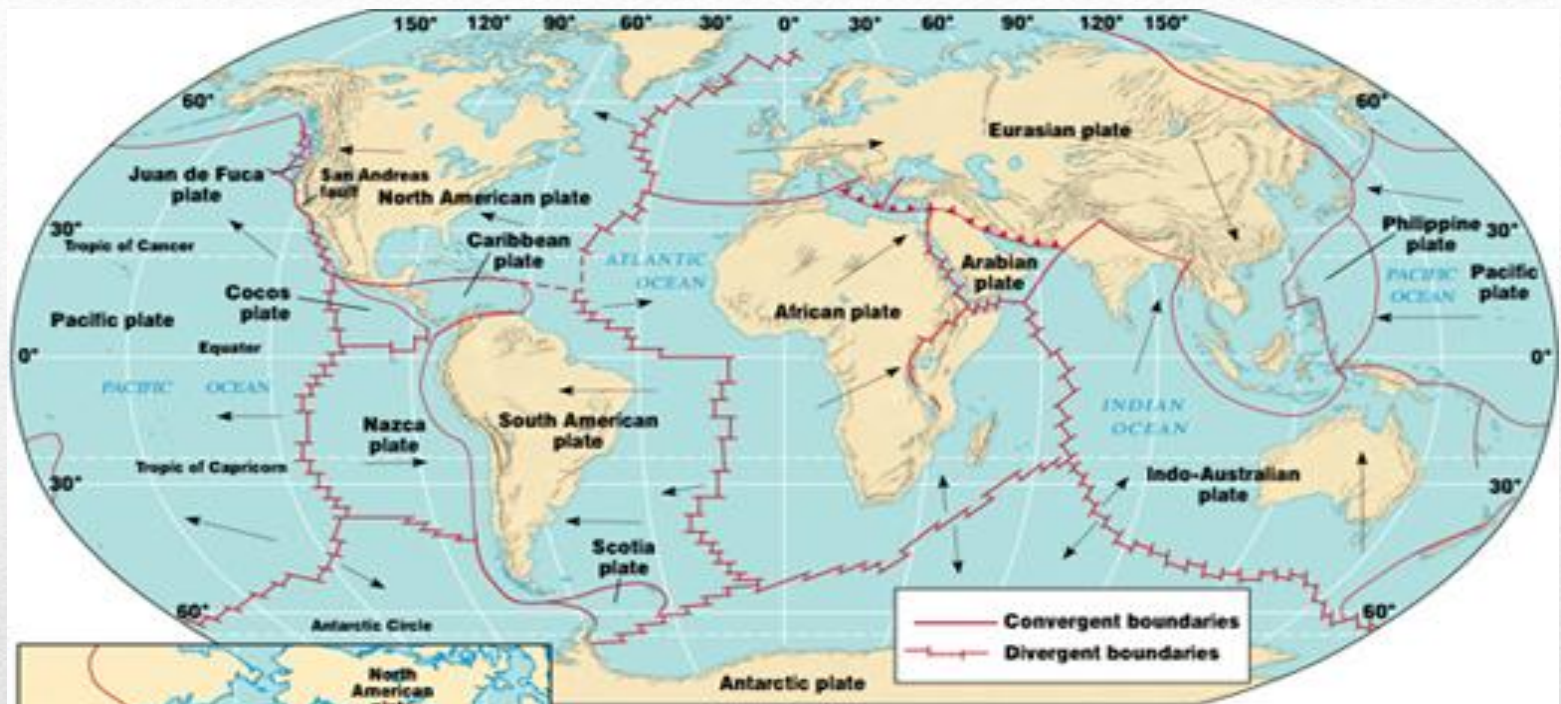 150° 120° 90° 60° 30° 0° 30° 60° 90° 120° 150°
60°
60°
Eurasian plate
Juan de Fuca
plate
San Andreas
fault
North American plate
30°
Tropic of Cancer
Caribbean
plate
ATLANTIC
OCEAN
Arabian
plate
Philippine
plate
30°
PACIFIC
OCEAN
Pacific
plate
Cocos
plate
Pacific plate
African plate
Equator
0°
0°
PACIFIC OCEAN
Nazca
plate
South American
plate
INDIAN
OCEAN
Tropic of Capricorn
30°
Indo-Australian
plate
30°
Scotia
plate
60°
60°
Antarctic Circle
Convergent boundaries
Divergent boundaries
Antarctic plate
North
American